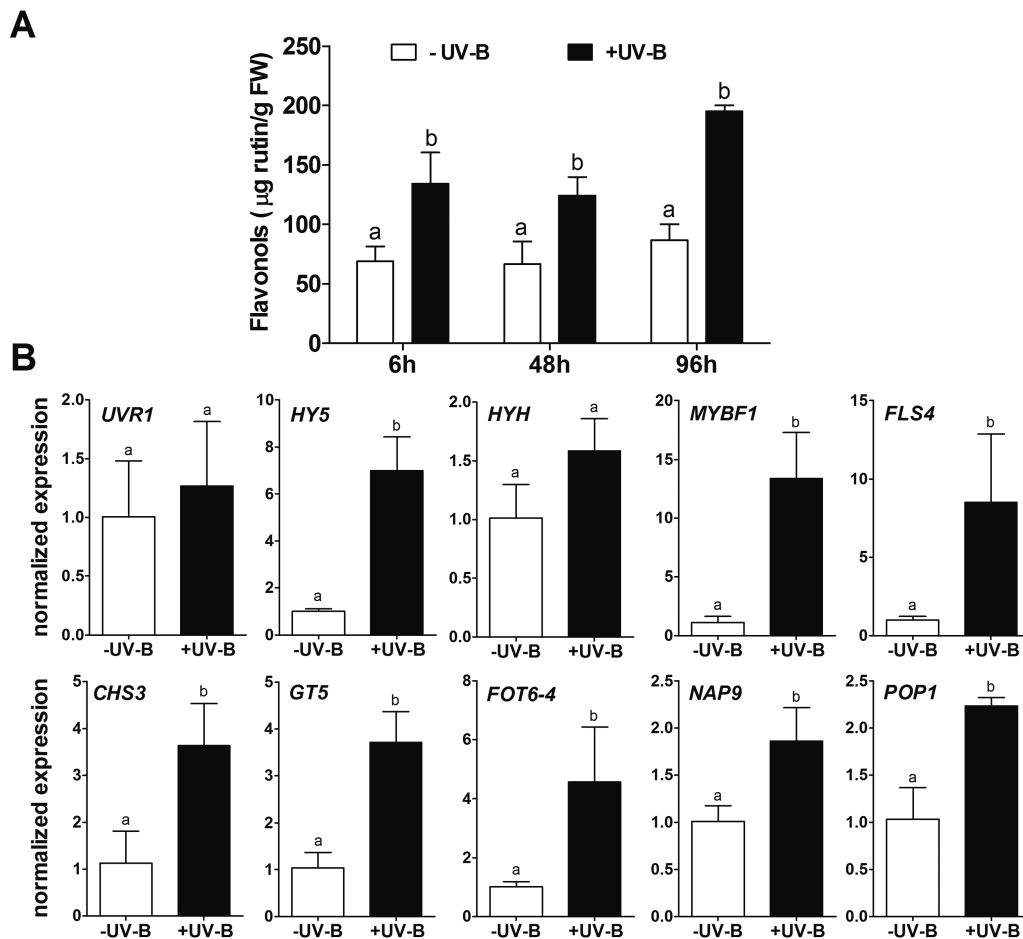 A
- UV-B +UV-B
Flavonols ( µg rutin/g FW)
250
200
150
100
50
0
a b a b a b
6h 48h 96h
B
normalized expression
UVR1
2.0
1.5
1.0
0.5
0.0
a a
-UV-B +UV-B
HY5
10
8
6
4
2
0
a b
-UV-B +UV-B
HYH
2.0
1.5
1.0
0.5
0.0
a a
-UV-B +UV-B
MYBF1
20
15
10
5
0
a b
-UV-B +UV-B
FLS4
15
10
5
0
a b
-UV-B +UV-B
normalized expression
CHS3
5
4
3
2
1
0
a b
-UV-B +UV-B
GT5
5
4
3
2
1
0
a b
-UV-B +UV-B
FOT6-4
8
6
4
2
0
a b
-UV-B +UV-B
NAP9
2.5
2.0
1.5
1.0
0.5
0.0
a b
-UV-B +UV-B
POP1
2.5
2.0
1.5
1.0
0.5
0.0
a b
-UV-B +UV-B